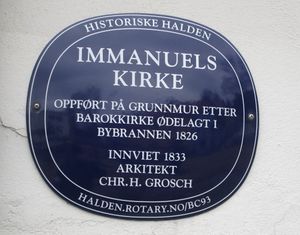 HISTORISKE HALDEN
IMMANUELS
KIRKE
OPPFØRT PÅ GRUNNMUR ETTER
BAROKKIRKE ØDELAGT I
BYBRANNEN 1826
INNVIET 1833
ARKITEKT
CHR. H. GROSCH
HALDEN.ROTARY.NO/BC93